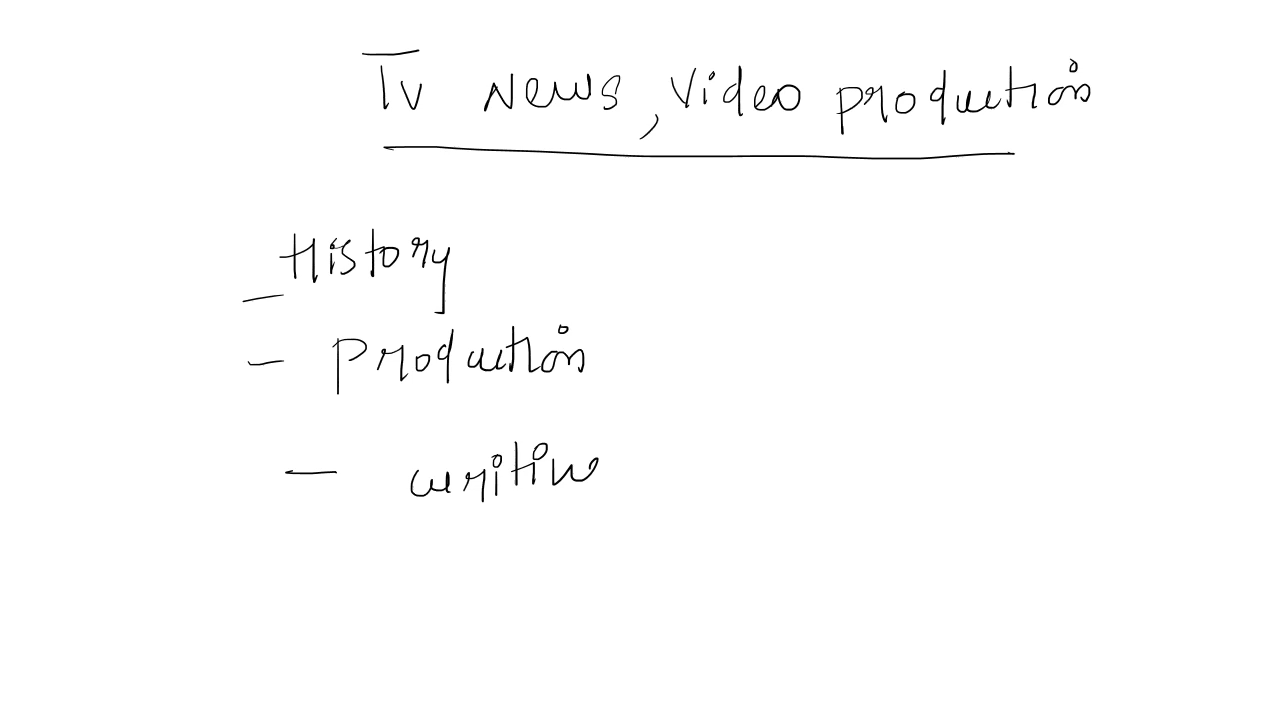 Tv News, Video production
- History
- Production
- writing